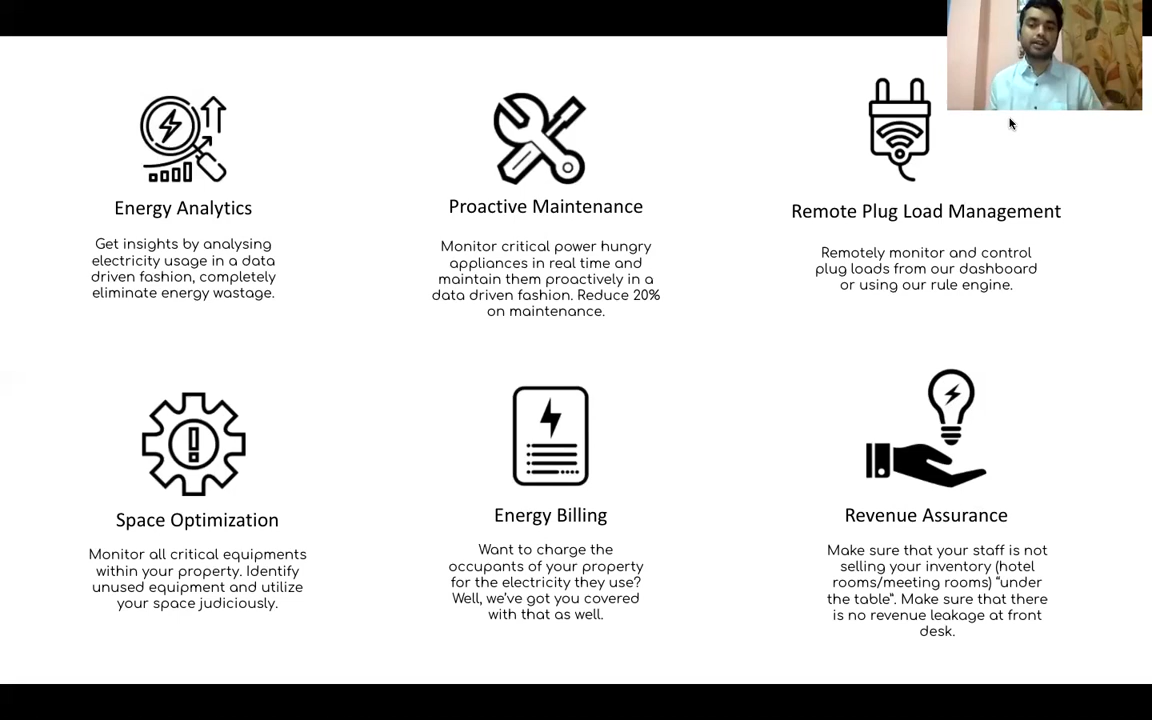 Energy Analytics
Get insights by analysing
electricity usage in a data
driven fashion, completely
eliminate energy wastage.
Proactive Maintenance
Monitor critical power hungry
appliances in real time and
maintain them proactively in a
data driven fashion. Reduce 20%
on maintenance.
Remote Plug Load Management
Remotely monitor and control
plug loads from our dashboard
or using our rule engine.
Space Optimization
Monitor all critical equipments
within your property. Identify
unused equipment and utilize
your space judiciously.
Energy Billing
Want to charge the
occupants of your property
for the electricity they use?
Well, we've got you covered
with that as well.
Revenue Assurance
Make sure that your staff is not
selling your inventory (hotel
rooms/meeting rooms) “under
the table”. Make sure that there
is no revenue leakage at front
desk.